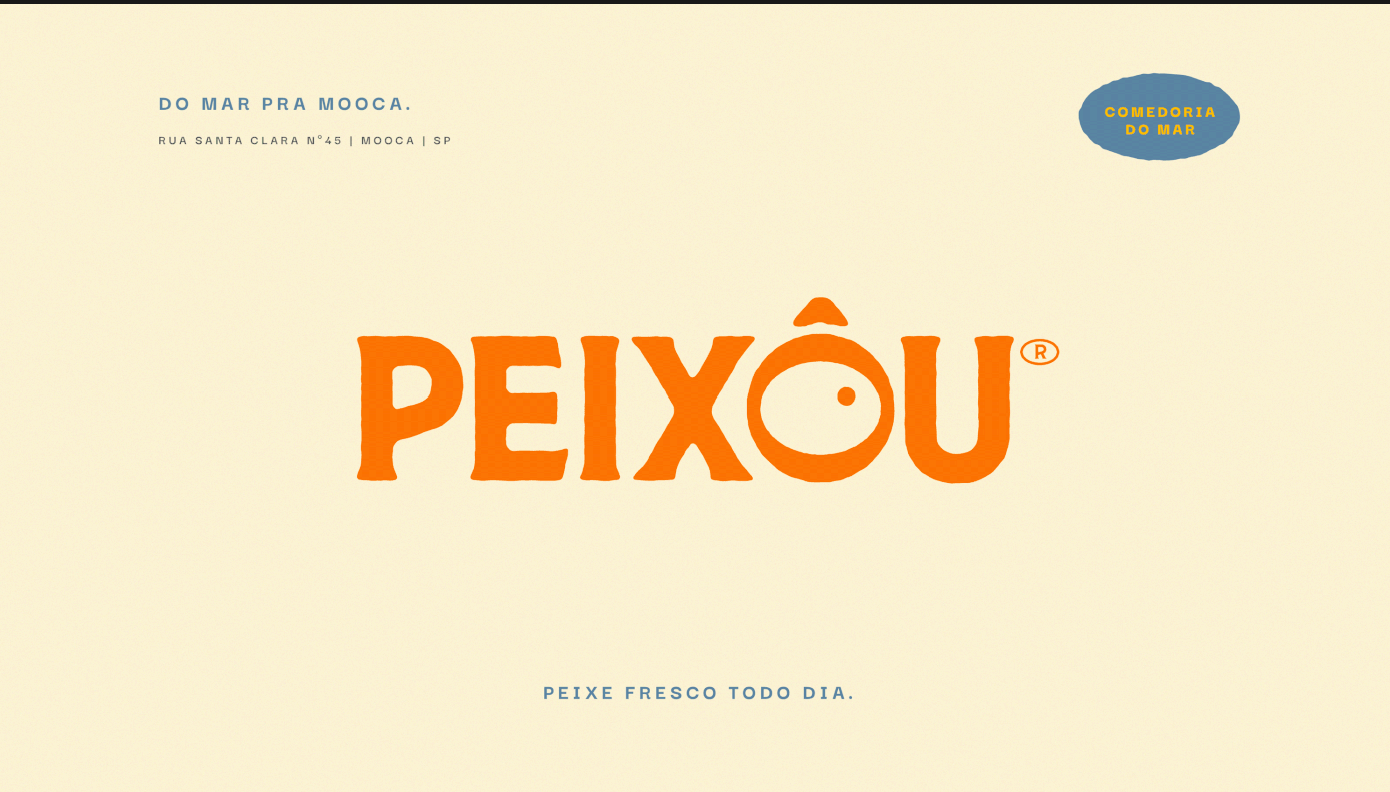 DO MAR PRA MOOCA.
RUA SANTA CLARA N°45 | MOOCA | SP
COMEDORIA
DO MAR
PEIXÔU®
PEIXE FRESCO TODO DIA.